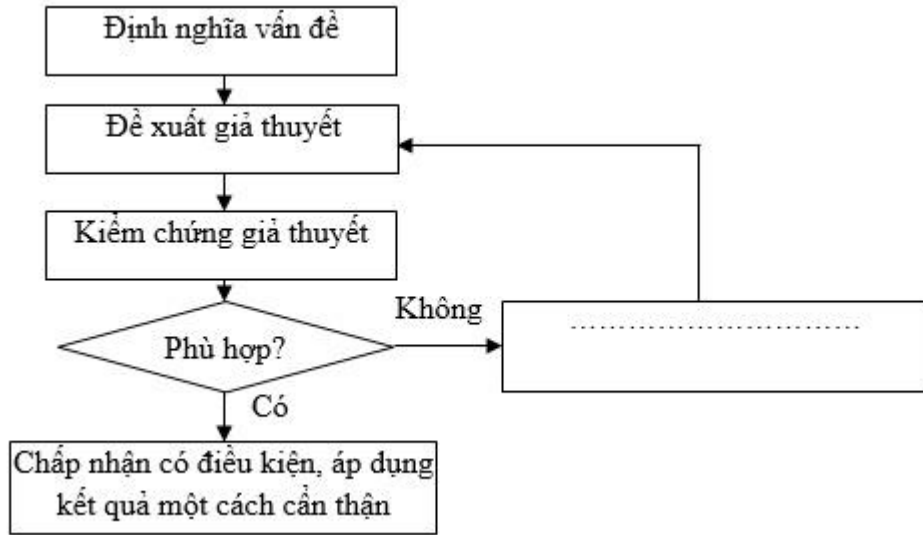 Định nghĩa vấn đề
Đề xuất giả thuyết
Kiểm chứng giả thuyết
Không
.............................
Phù hợp?
Có
Chấp nhận có điều kiện, áp dụng
kết quả một cách cẩn thận